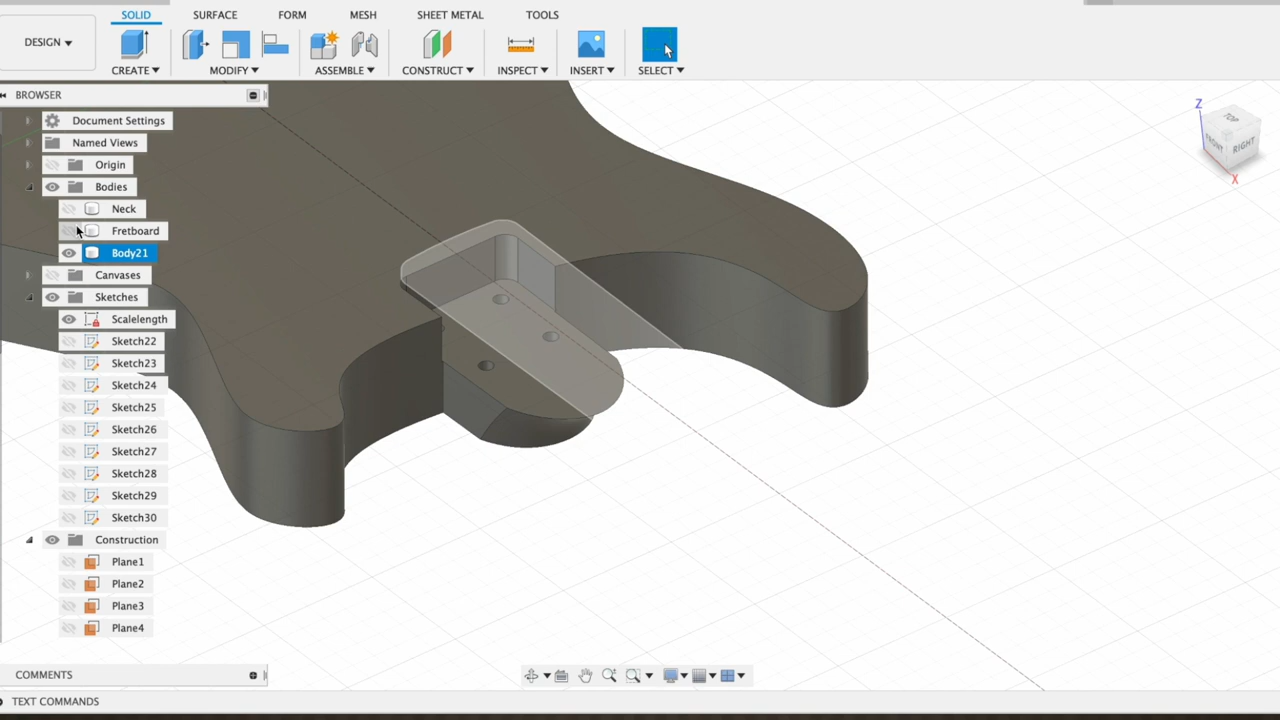 SOLID SURFACE FORM MESH SHEET METAL TOOLS
DESIGN
CREATE MODIFY ASSEMBLE CONSTRUCT INSPECT INSERT SELECT
BROWSER
Document Settings
Named Views
Origin
Bodies
Neck
Fretboard
Body21
Canvases
Sketches
Scalelength
Sketch22
Sketch23
Sketch24
Sketch25
Sketch26
Sketch27
Sketch28
Sketch29
Sketch30
Construction
Plane1
Plane2
Plane3
Plane4
Z
TOP
FRONT RIGHT
X
COMMENTS
TEXT COMMANDS